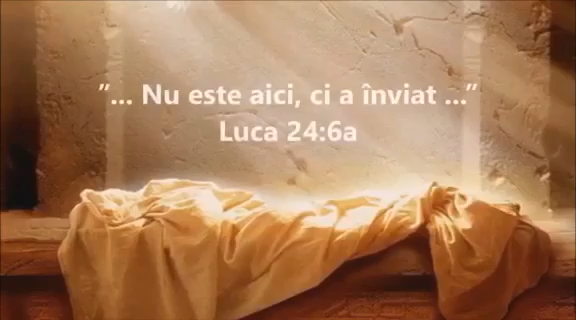 ”... Nu este aici, ci a înviat ...”
Luca 24:6a